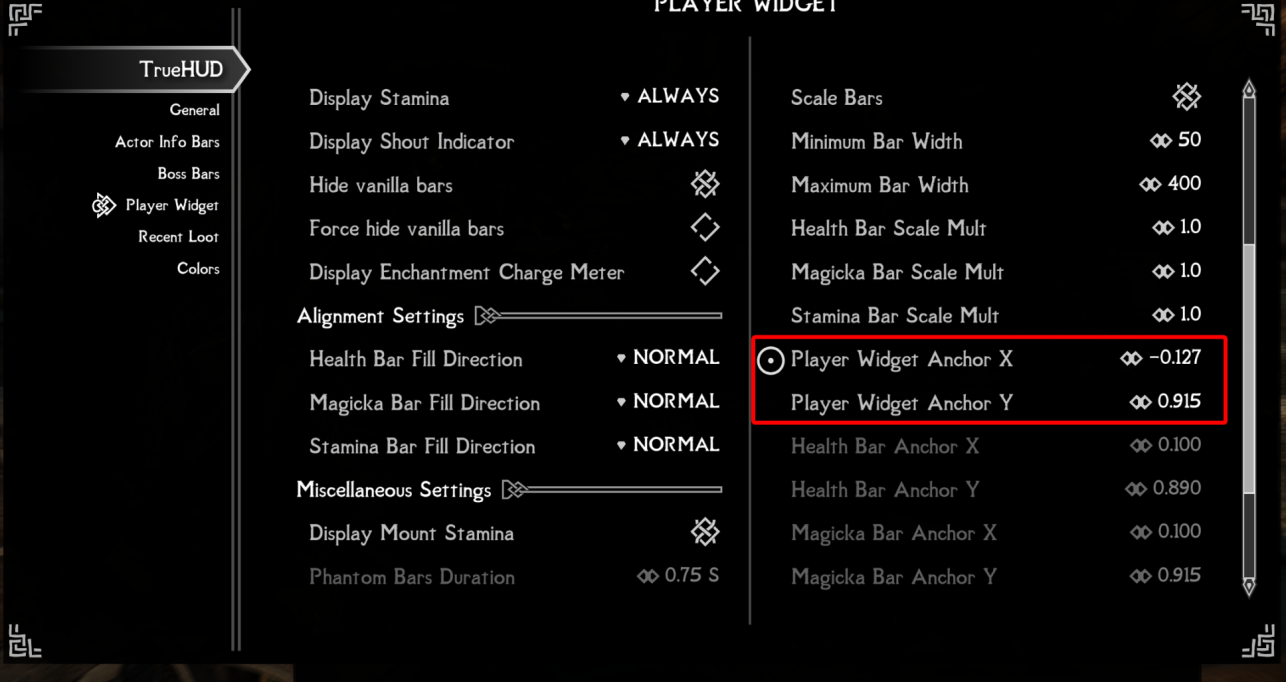 PLAYER WIDGET
TrueHUD
General
Actor Info Bars
Boss Bars
Player Widget
Recent Loot
Colors
Display Stamina ALWAYS
Display Shout Indicator ALWAYS
Hide vanilla bars
Force hide vanilla bars
Display Enchantment Charge Meter
Alignment Settings
Health Bar Fill Direction NORMAL
Magicka Bar Fill Direction NORMAL
Stamina Bar Fill Direction NORMAL
Miscellaneous Settings
Display Mount Stamina
Phantom Bars Duration 0.75 S
Scale Bars
Minimum Bar Width 50
Maximum Bar Width 400
Health Bar Scale Mult 1.0
Magicka Bar Scale Mult 1.0
Stamina Bar Scale Mult 1.0
Player Widget Anchor X -0.127
Player Widget Anchor Y 0.915
Health Bar Anchor X 0.100
Health Bar Anchor Y 0.890
Magicka Bar Anchor X 0.100
Magicka Bar Anchor Y 0.915